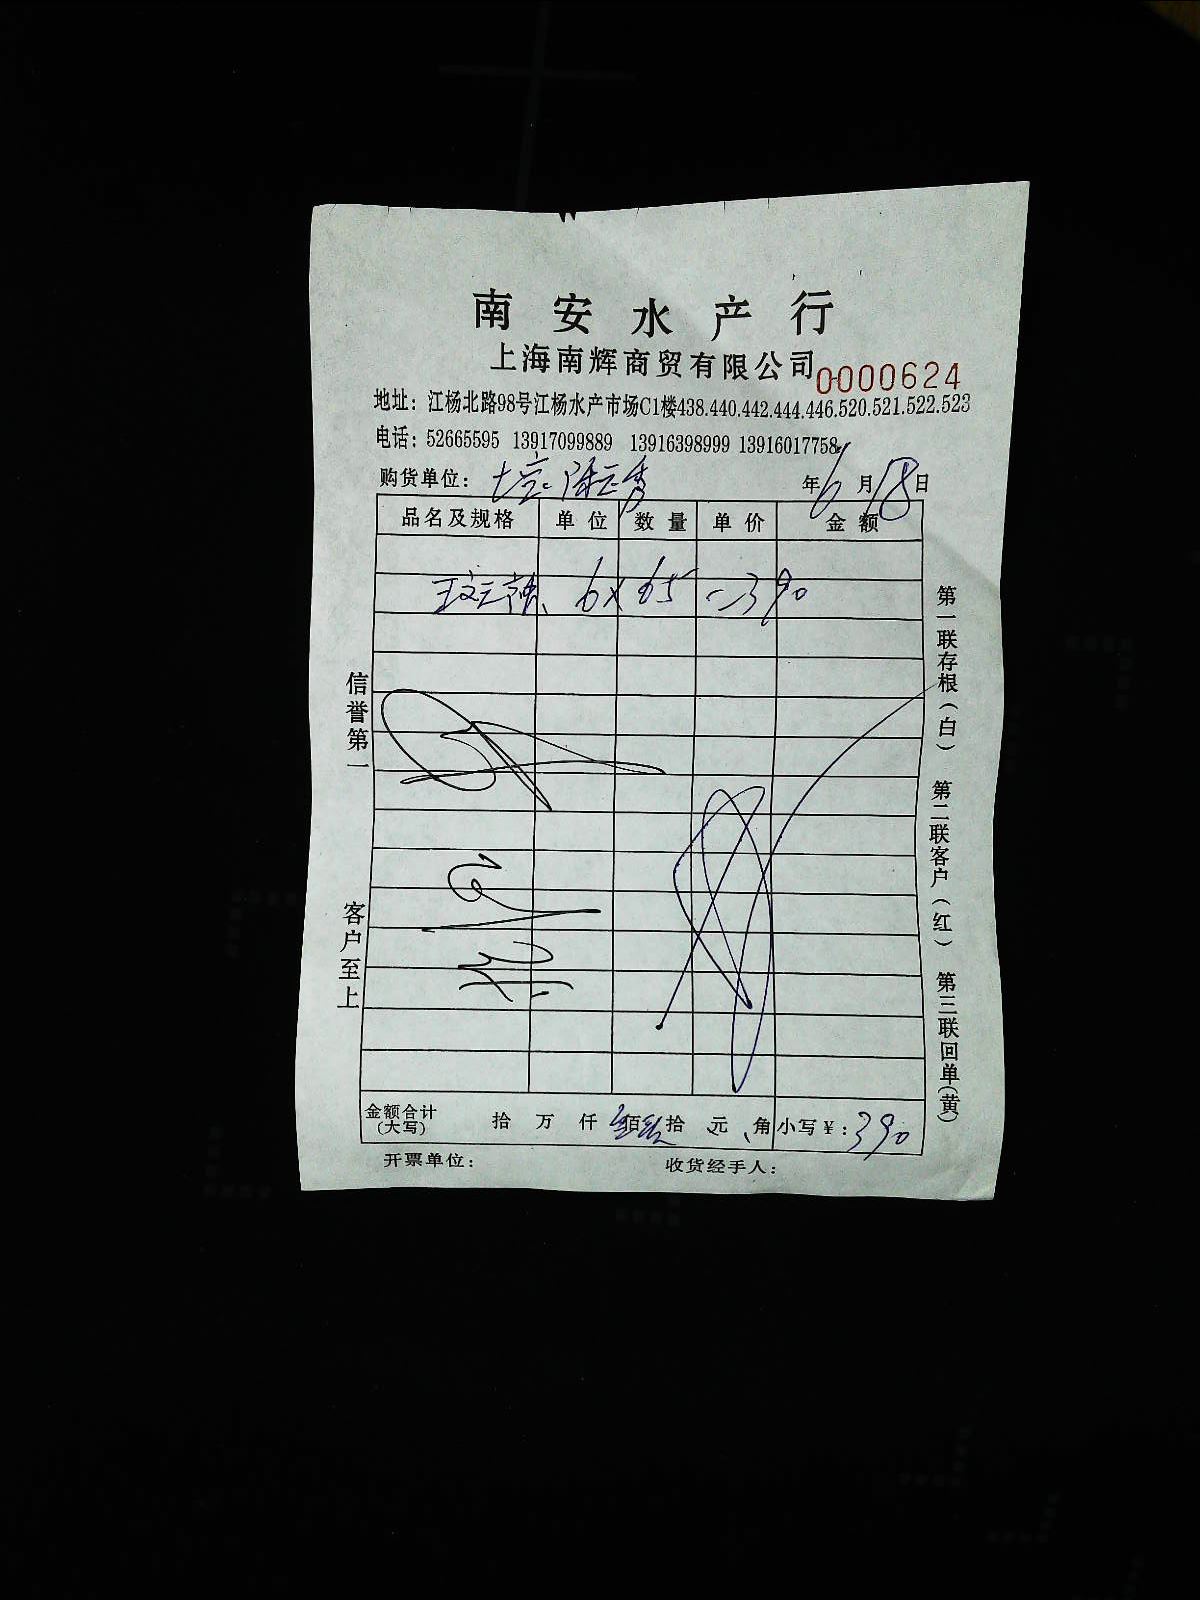 南安水产行
上海南辉商贸有限公司 0000624
地址：江杨北路98号江杨水产市场C1楼438.440.442.444.446.520.521.522.523
电话：52665595 13917099889 13916398999 13916017758
购货单位： 年6月18日
品名及规格 单位 数量 单价 金额
6×65=390
信誉第一 客户至上
第一联存根（白） 第二联客户（红） 第三联回单（黄）
金额合计（大写） 拾 万 仟 佰 拾 元 角 小写￥：390
开票单位： 收货经手人：